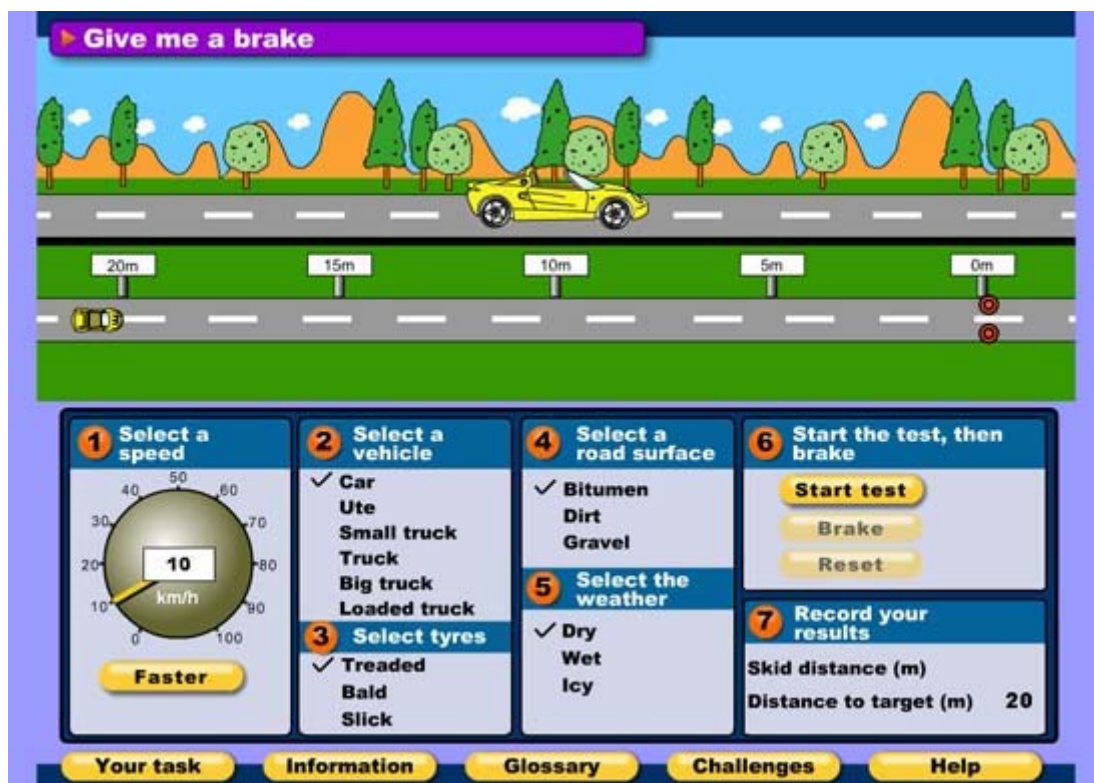 Give me a brake
20m 15m 10m 5m 0m
1 Select a
speed
50
40 60
30 70
20 10 80
km/h
10 90
0 100
Faster
2 Select a
vehicle
✓ Car
Ute
Small truck
Truck
Big truck
Loaded truck
3 Select tyres
✓ Treaded
Bald
Slick
4 Select a
road surface
✓ Bitumen
Dirt
Gravel
5 Select the
weather
✓ Dry
Wet
Icy
6 Start the test, then
brake
Start test
Brake
Reset
7 Record your
results
Skid distance (m)
Distance to target (m) 20
Your task Information Glossary Challenges Help